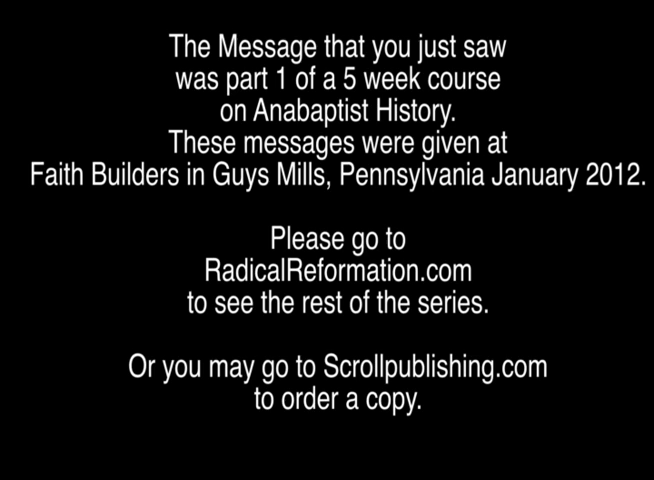 The Message that you just saw
was part 1 of a 5 week course
on Anabaptist History.
These messages were given at
Faith Builders in Guys Mills, Pennsylvania January 2012.
Please go to
RadicalReformation.com
to see the rest of the series.
Or you may go to Scrollpublishing.com
to order a copy.